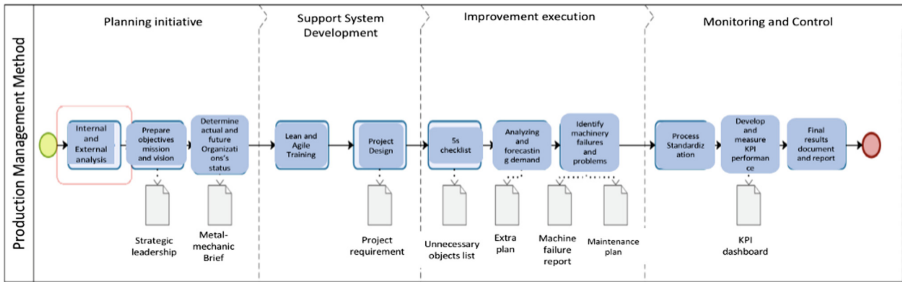 Production Management Method
Planning initiative
Support System
Development
Improvement execution
Monitoring and Control
Internal
and
External
analysis
Prepare
objectives
mission
and vision
Determine
actual and
future
Organizati
ons's
status
Lean and
Agile
Training
Project
Design
5s
checklist
Analyzing
and
forecastin
g demand
Identify
machinery
failures
and
problems
Process
Standardiz
ation
Develop
and
measure
KPI
performan
ce
Final
results
document
and report
Strategic
leadership
Metal-
mechanic
Brief
Project
requirement
Unnecessary
objects list
Extra
plan
Machine
failure
report
Maintenance
plan
KPI
dashboard